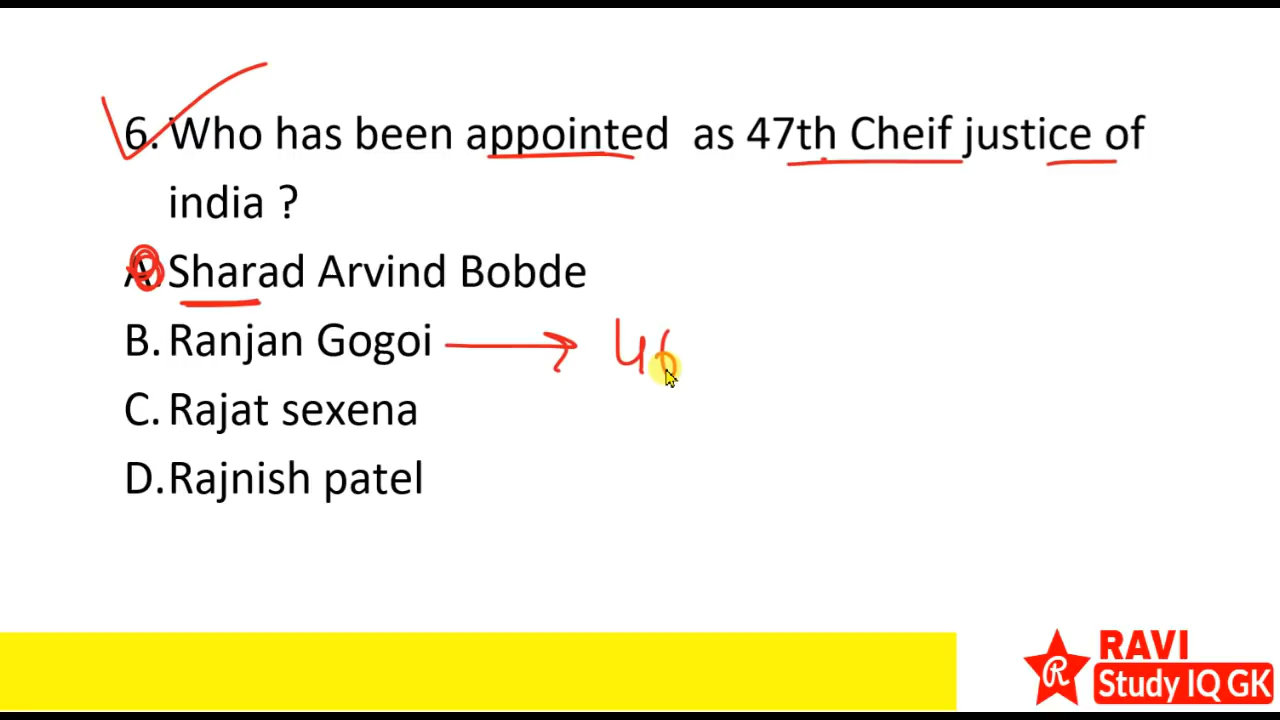 6. Who has been appointed as 47th Cheif justice of
india ?
A. Sharad Arvind Bobde
B. Ranjan Gogoi 46
C. Rajat sexena
D. Rajnish patel
RAVI
R Study IQ GK